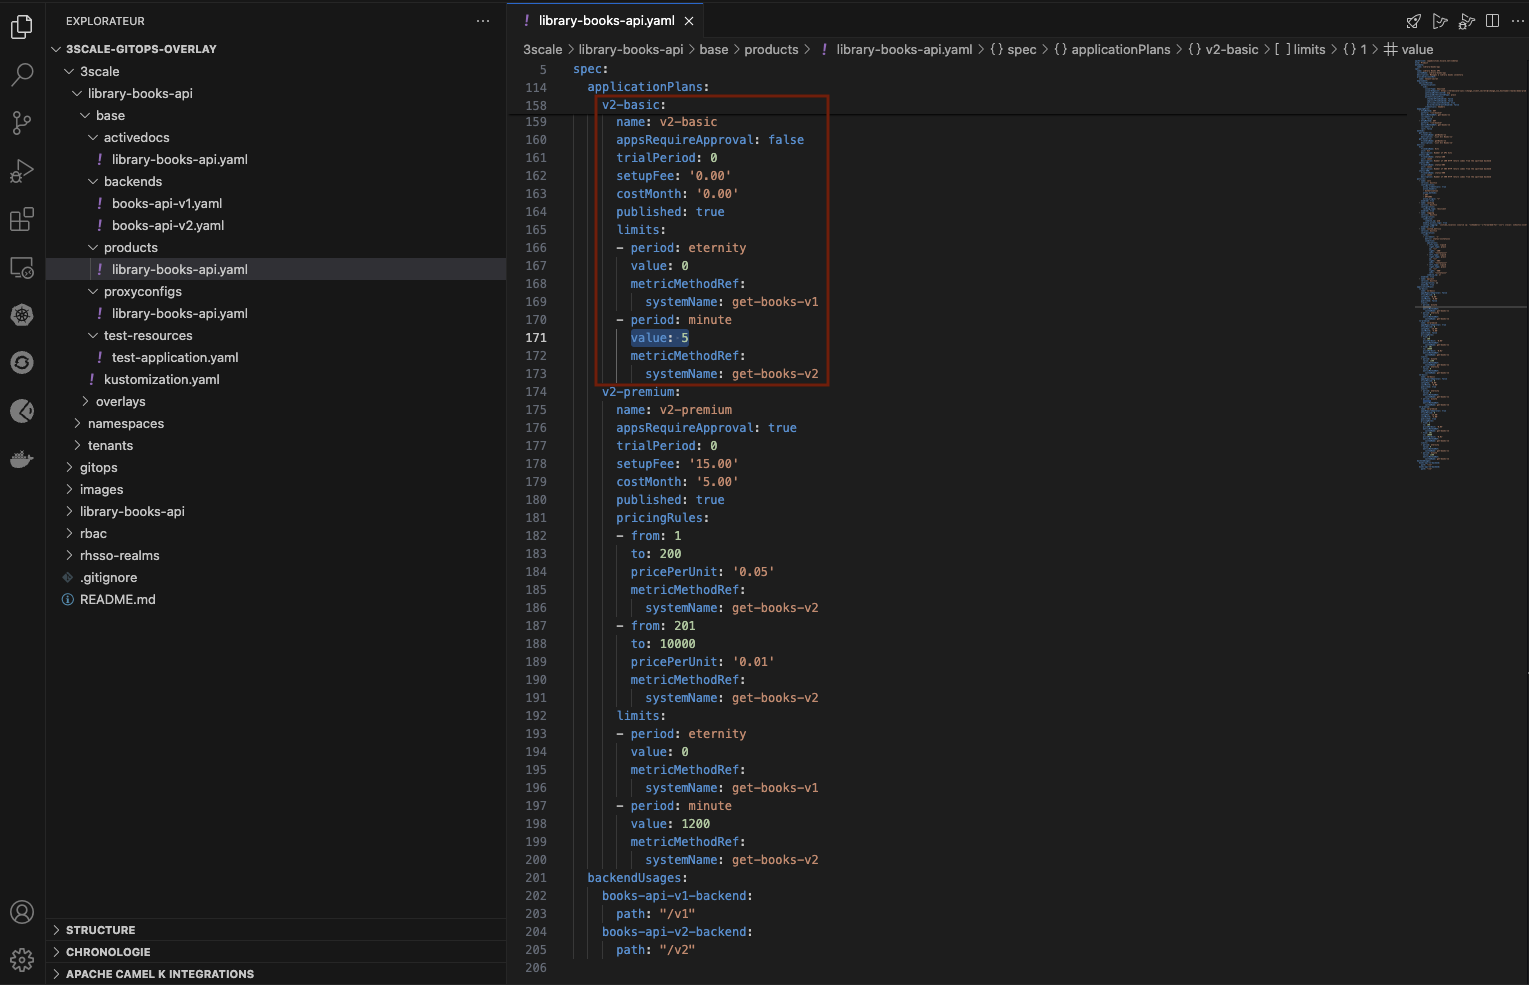 EXPLORATEUR
3SCALE-GITOPS-OVERLAY
3scale
library-books-api
base
activedocs
! library-books-api.yaml
backends
! books-api-v1.yaml
! books-api-v2.yaml
products
! library-books-api.yaml
proxyconfigs
! library-books-api.yaml
test-resources
! test-application.yaml
! kustomization.yaml
overlays
namespaces
tenants
gitops
images
library-books-api
rbac
rhsso-realms
.gitignore
README.md
STRUCTURE
CHRONOLOGIE
APACHE CAMEL K INTEGRATIONS
! library-books-api.yaml
3scale > library-books-api > base > products > ! library-books-api.yaml > {} spec > {} applicationPlans > {} v2-basic > [ ] limits > {} 1 > # value
5 spec:
114 applicationPlans:
158 v2-basic:
159 name: v2-basic
160 appsRequireApproval: false
161 trialPeriod: 0
162 setupFee: '0.00'
163 costMonth: '0.00'
164 published: true
165 limits:
166 - period: eternity
167 value: 0
168 metricMethodRef:
169 systemName: get-books-v1
170 - period: minute
171 value: 5
172 metricMethodRef:
173 systemName: get-books-v2
174 v2-premium:
175 name: v2-premium
176 appsRequireApproval: true
177 trialPeriod: 0
178 setupFee: '15.00'
179 costMonth: '5.00'
180 published: true
181 pricingRules:
182 - from: 1
183 to: 200
184 pricePerUnit: '0.05'
185 metricMethodRef:
186 systemName: get-books-v2
187 - from: 201
188 to: 10000
189 pricePerUnit: '0.01'
190 metricMethodRef:
191 systemName: get-books-v2
192 limits:
193 - period: eternity
194 value: 0
195 metricMethodRef:
196 systemName: get-books-v1
197 - period: minute
198 value: 1200
199 metricMethodRef:
200 systemName: get-books-v2
201 backendUsages:
202 books-api-v1-backend:
203 path: "/v1"
204 books-api-v2-backend:
205 path: "/v2"
206